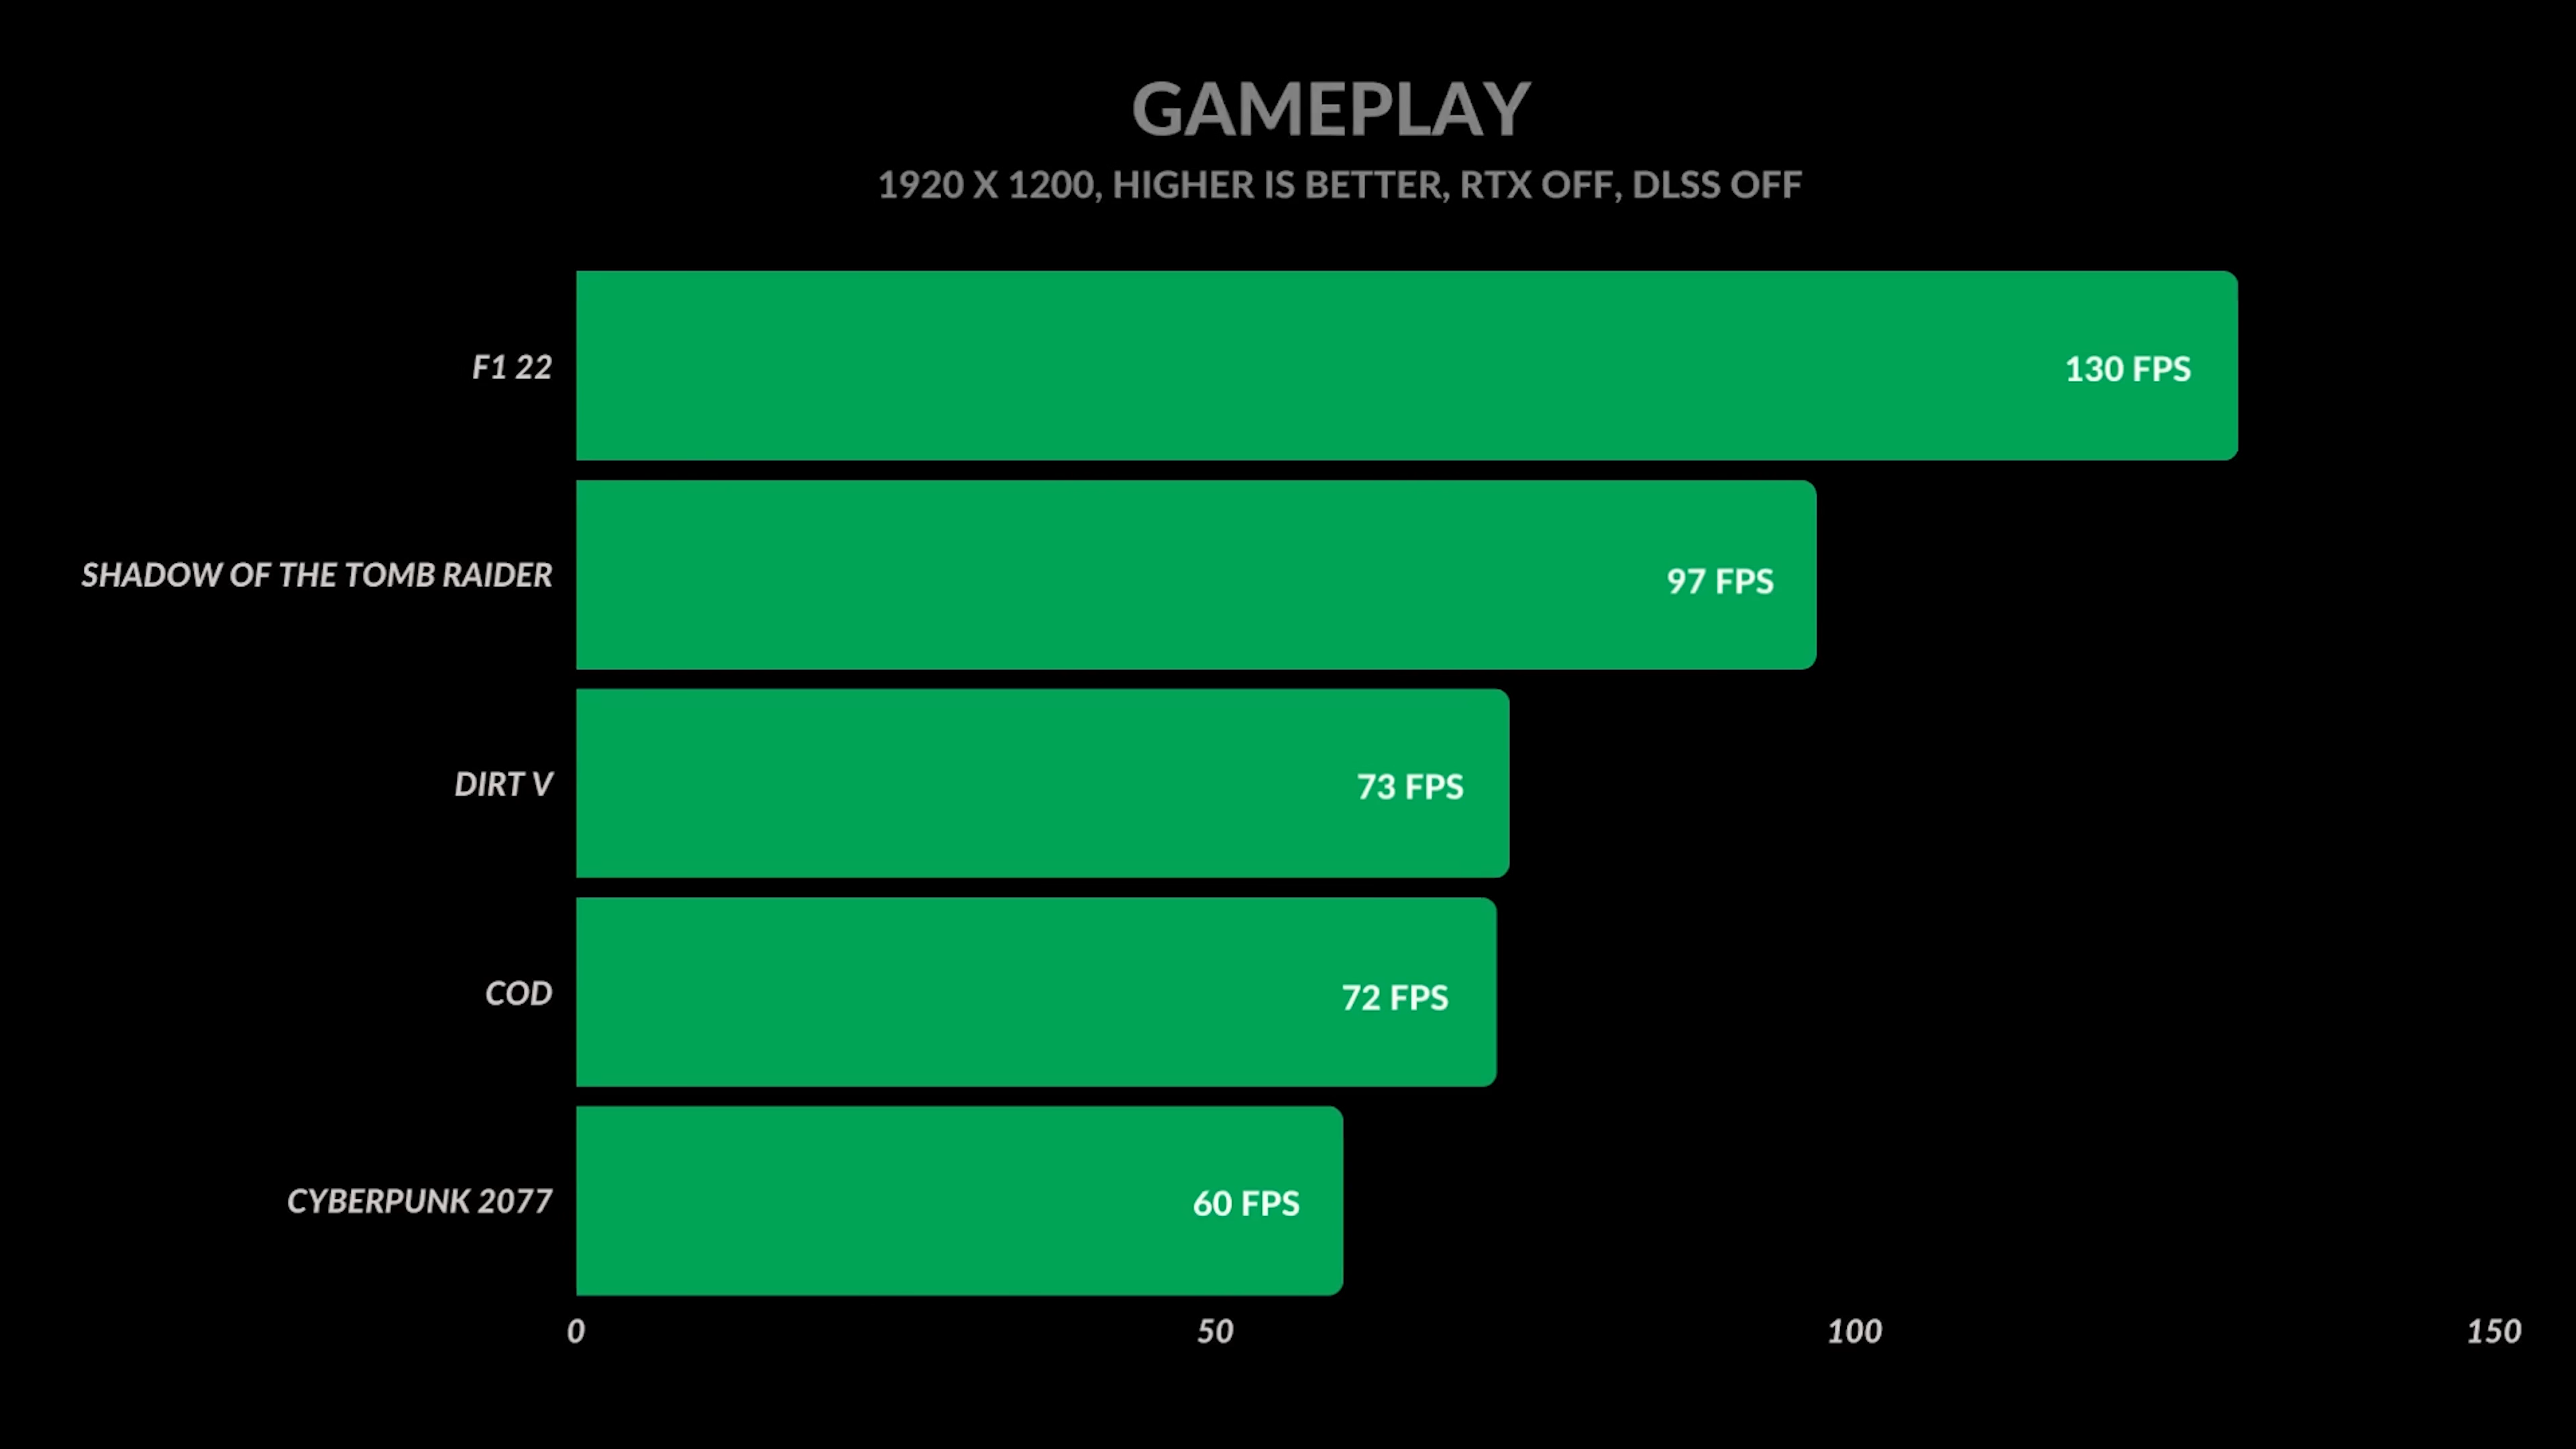 GAMEPLAY
1920 X 1200, HIGHER IS BETTER, RTX OFF, DLSS OFF
F1 22
130 FPS
SHADOW OF THE TOMB RAIDER
97 FPS
DIRT V
73 FPS
COD
72 FPS
CYBERPUNK 2077
60 FPS
0 50 100 150